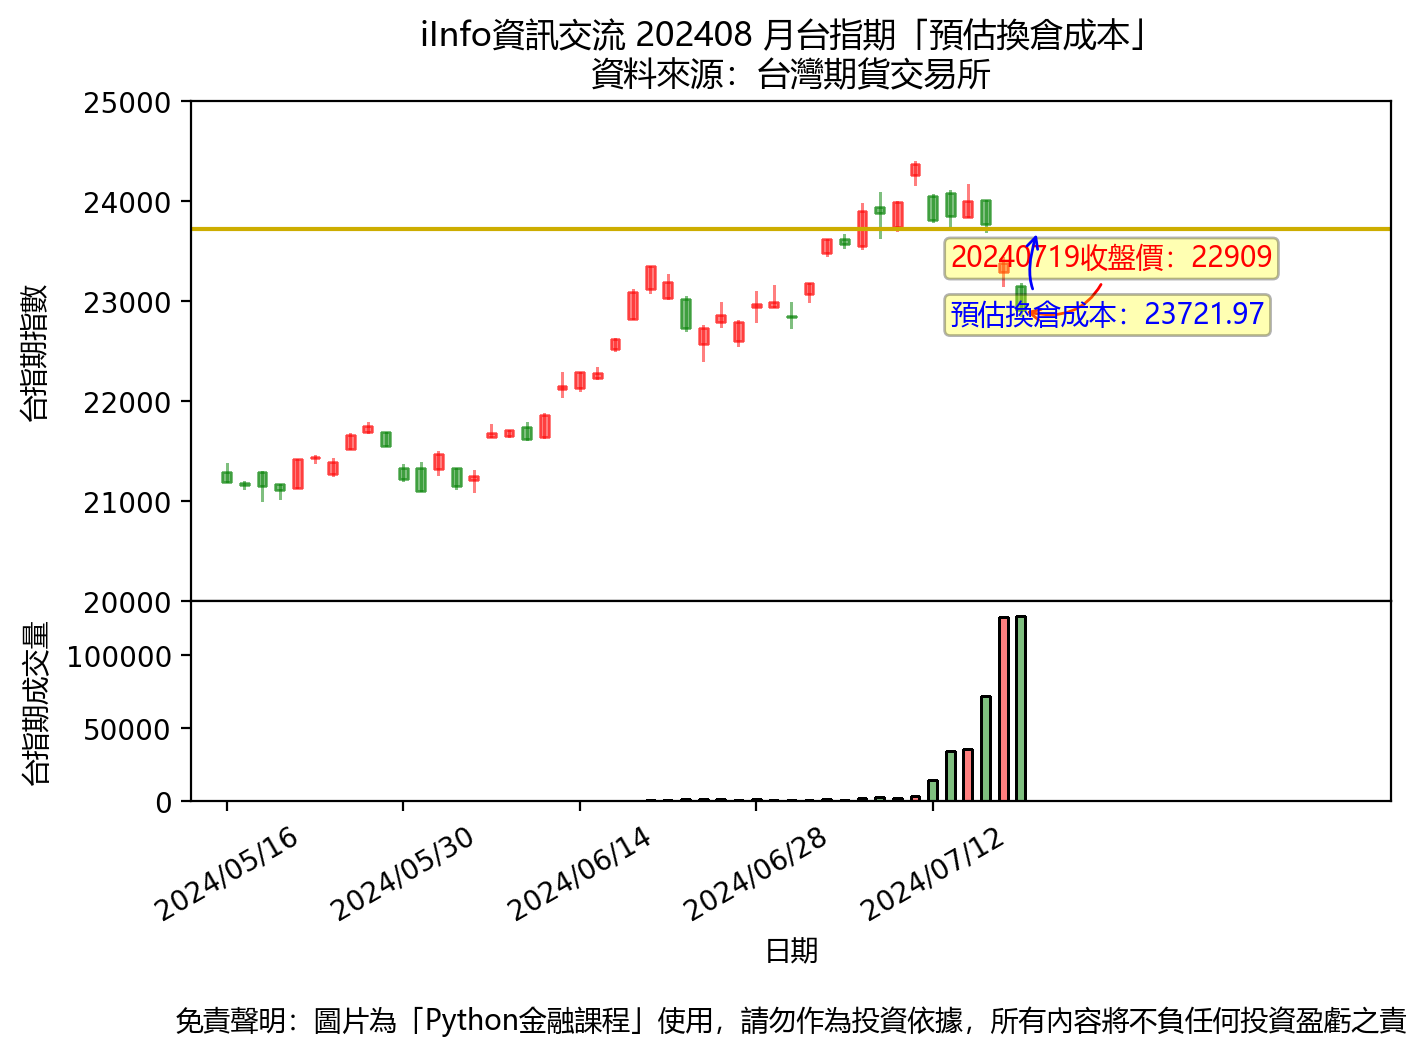 iInfo資訊交流 202408 月台指期「預估換倉成本」
資料來源：台灣期貨交易所
25000
24000
23000
22000
21000
20000
台指期指數
20240719收盤價：22909
預估換倉成本：23721.97
100000
50000
0
台指期成交量
2024/05/16
2024/05/30
2024/06/14
2024/06/28
2024/07/12
日期
免責聲明：圖片為「Python金融課程」使用，請勿作為投資依據，所有內容將不負任何投資盈虧之責